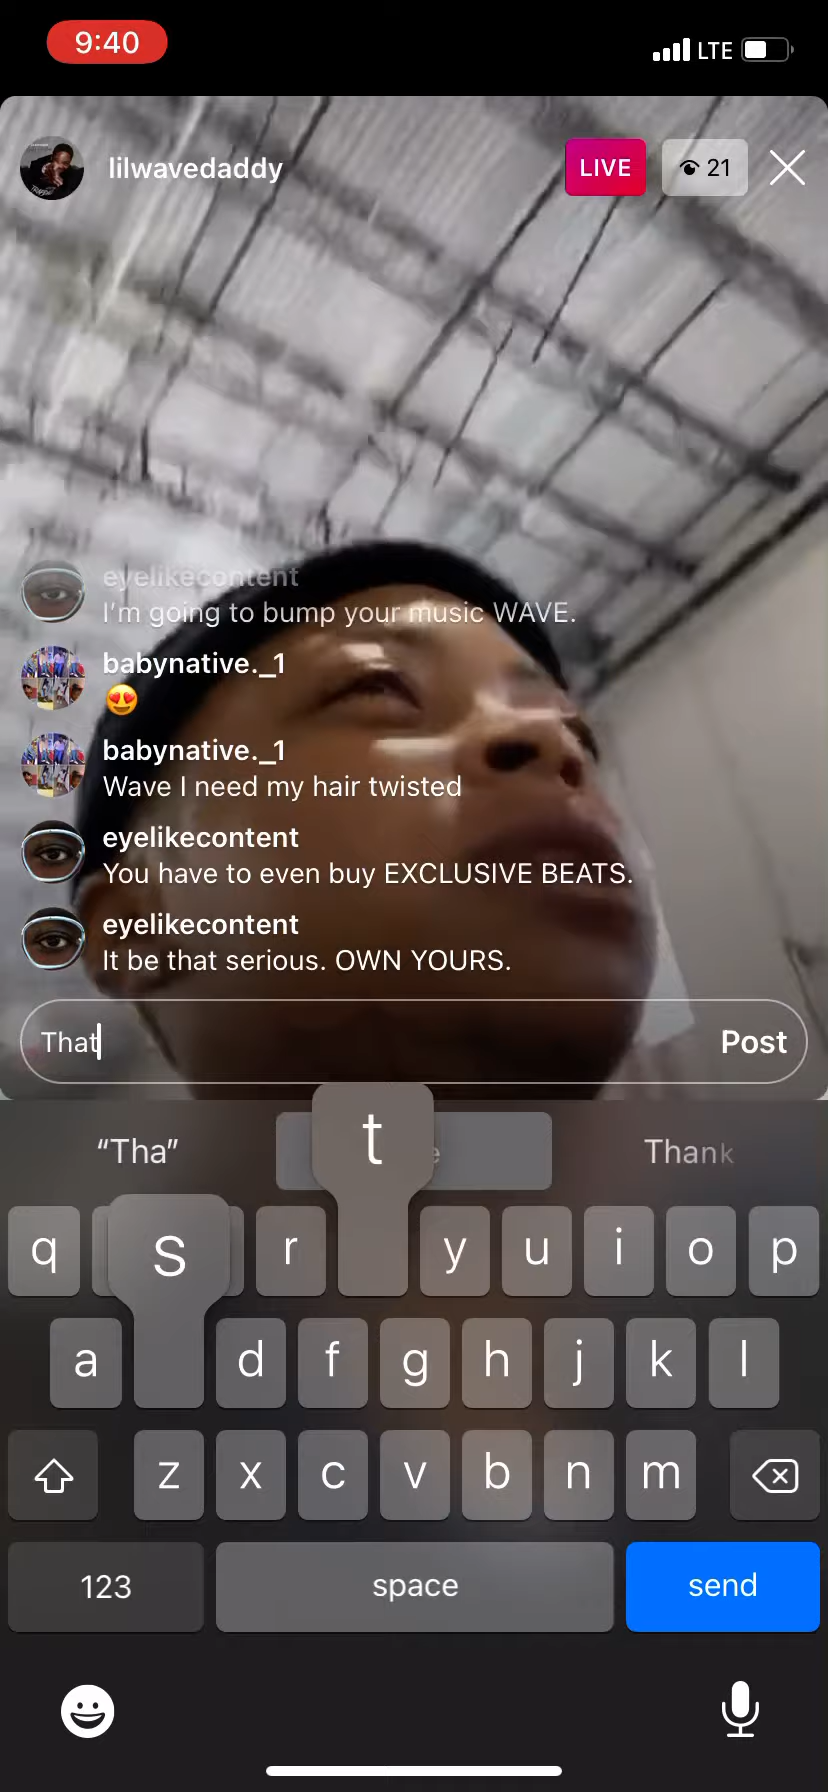 9:40
LTE
lilwavedaddy
LIVE
21
eyelikecontent
I'm going to bump your music WAVE.
babynative._1
😍
babynative._1
Wave I need my hair twisted
eyelikecontent
You have to even buy EXCLUSIVE BEATS.
eyelikecontent
It be that serious. OWN YOURS.
That
Post
“Tha”
Thank
t
q
s
r
y
u
i
o
p
a
d
f
g
h
j
k
l
z
x
c
v
b
n
m
123
space
send